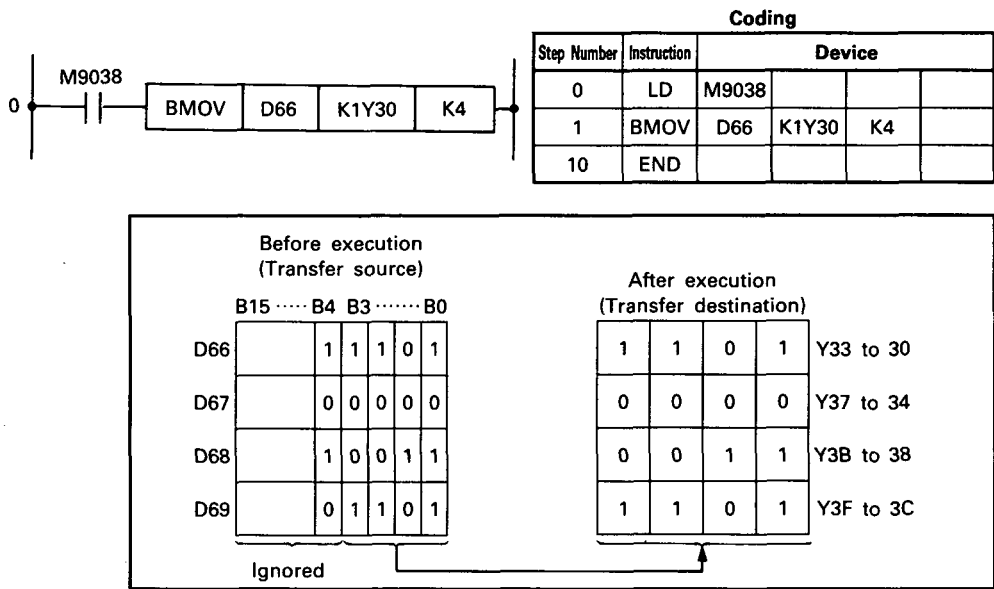 M9038
0
BMOV D66 K1Y30 K4
Coding
Step Number Instruction Device
0 LD M9038
1 BMOV D66 K1Y30 K4
10 END
Before execution
(Transfer source)
B15 ····· B4 B3 ······· B0
D66 1 1 1 0 1
D67 0 0 0 0 0
D68 1 0 0 1 1
D69 0 1 1 0 1
Ignored
After execution
(Transfer destination)
1 1 0 1 Y33 to 30
0 0 0 0 Y37 to 34
0 0 1 1 Y3B to 38
1 1 0 1 Y3F to 3C